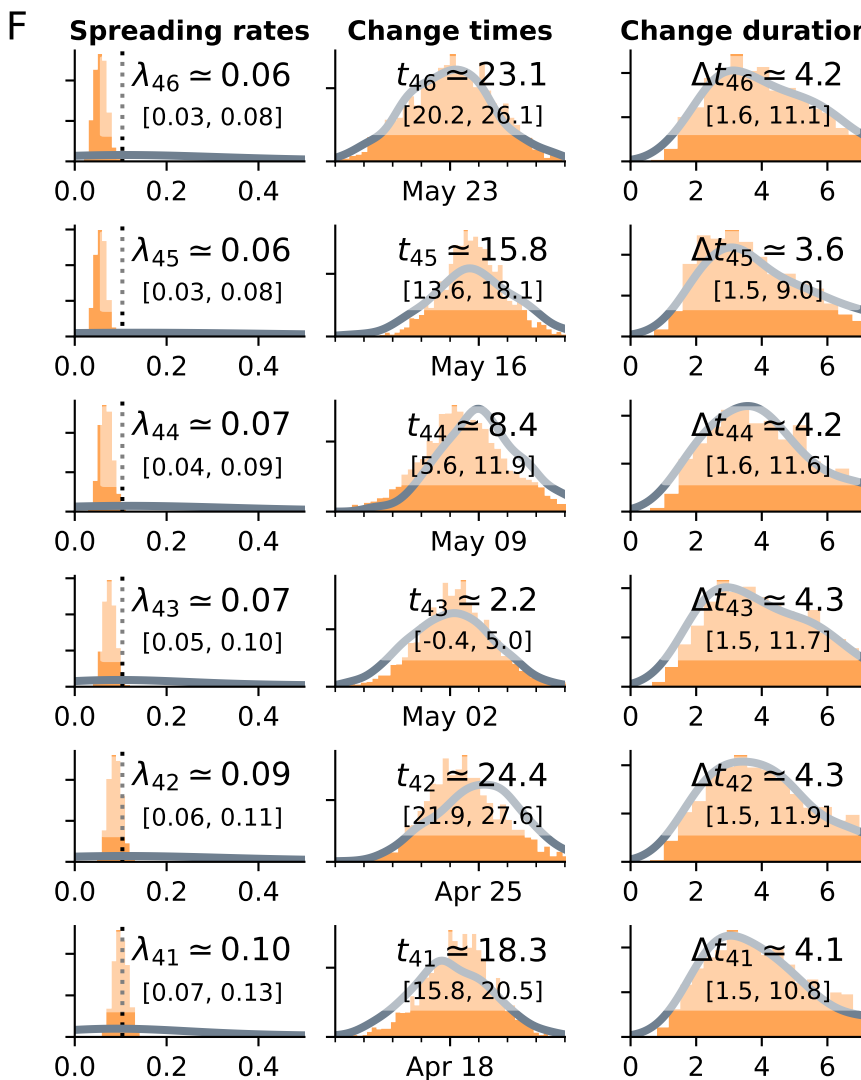 F
Spreading rates Change times Change duration
λ46 ≃ 0.06 t46 ≃ 23.1 Δt46 ≃ 4.2
[0.03, 0.08] [20.2, 26.1] [1.6, 11.1]
0.0 0.2 0.4 May 23 0 2 4 6
λ45 ≃ 0.06 t45 ≃ 15.8 Δt45 ≃ 3.6
[0.03, 0.08] [13.6, 18.1] [1.5, 9.0]
0.0 0.2 0.4 May 16 0 2 4 6
λ44 ≃ 0.07 t44 ≃ 8.4 Δt44 ≃ 4.2
[0.04, 0.09] [5.6, 11.9] [1.6, 11.6]
0.0 0.2 0.4 May 09 0 2 4 6
λ43 ≃ 0.07 t43 ≃ 2.2 Δt43 ≃ 4.3
[0.05, 0.10] [-0.4, 5.0] [1.5, 11.7]
0.0 0.2 0.4 May 02 0 2 4 6
λ42 ≃ 0.09 t42 ≃ 24.4 Δt42 ≃ 4.3
[0.06, 0.11] [21.9, 27.6] [1.5, 11.9]
0.0 0.2 0.4 Apr 25 0 2 4 6
λ41 ≃ 0.10 t41 ≃ 18.3 Δt41 ≃ 4.1
[0.07, 0.13] [15.8, 20.5] [1.5, 10.8]
0.0 0.2 0.4 Apr 18 0 2 4 6